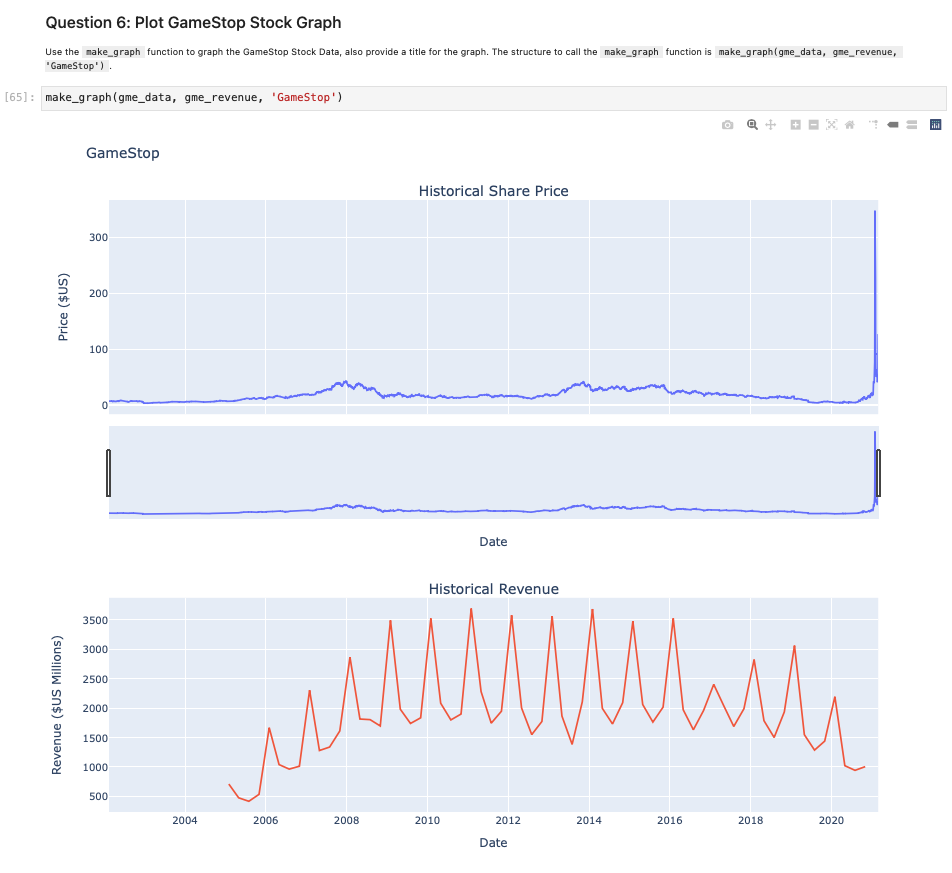 Question 6: Plot GameStop Stock Graph
Use the make_graph function to graph the GameStop Stock Data, also provide a title for the graph. The structure to call the make_graph function is make_graph(gme_data, gme_revenue,
'GameStop') .
[65]: make_graph(gme_data, gme_revenue, 'GameStop')
GameStop
Historical Share Price
300
200
100
0
Price ($US)
Date
Historical Revenue
3500
3000
2500
2000
1500
1000
500
Revenue ($US Millions)
2004 2006 2008 2010 2012 2014 2016 2018 2020
Date